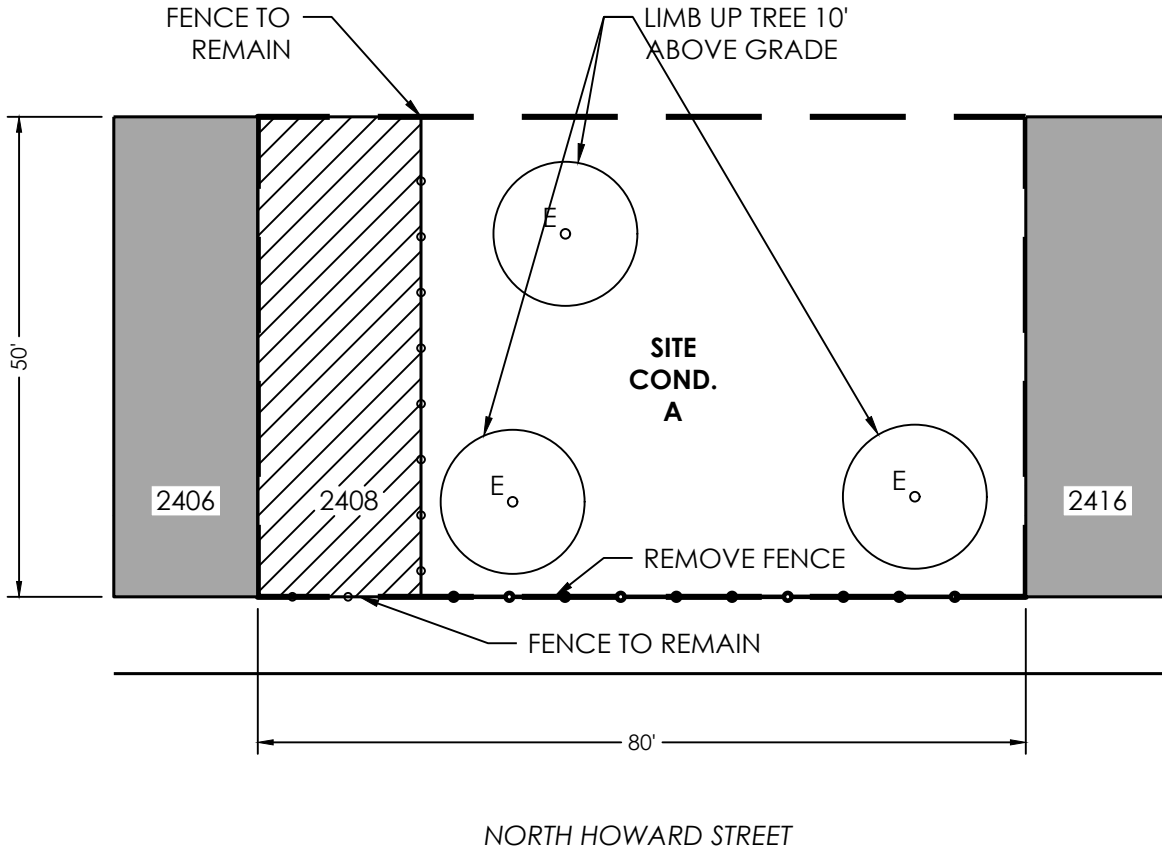 FENCE TO
REMAIN
LIMB UP TREE 10'
ABOVE GRADE
50'
E
SITE
COND.
A
E
E
2406
2408
2416
REMOVE FENCE
FENCE TO REMAIN
80'
NORTH HOWARD STREET